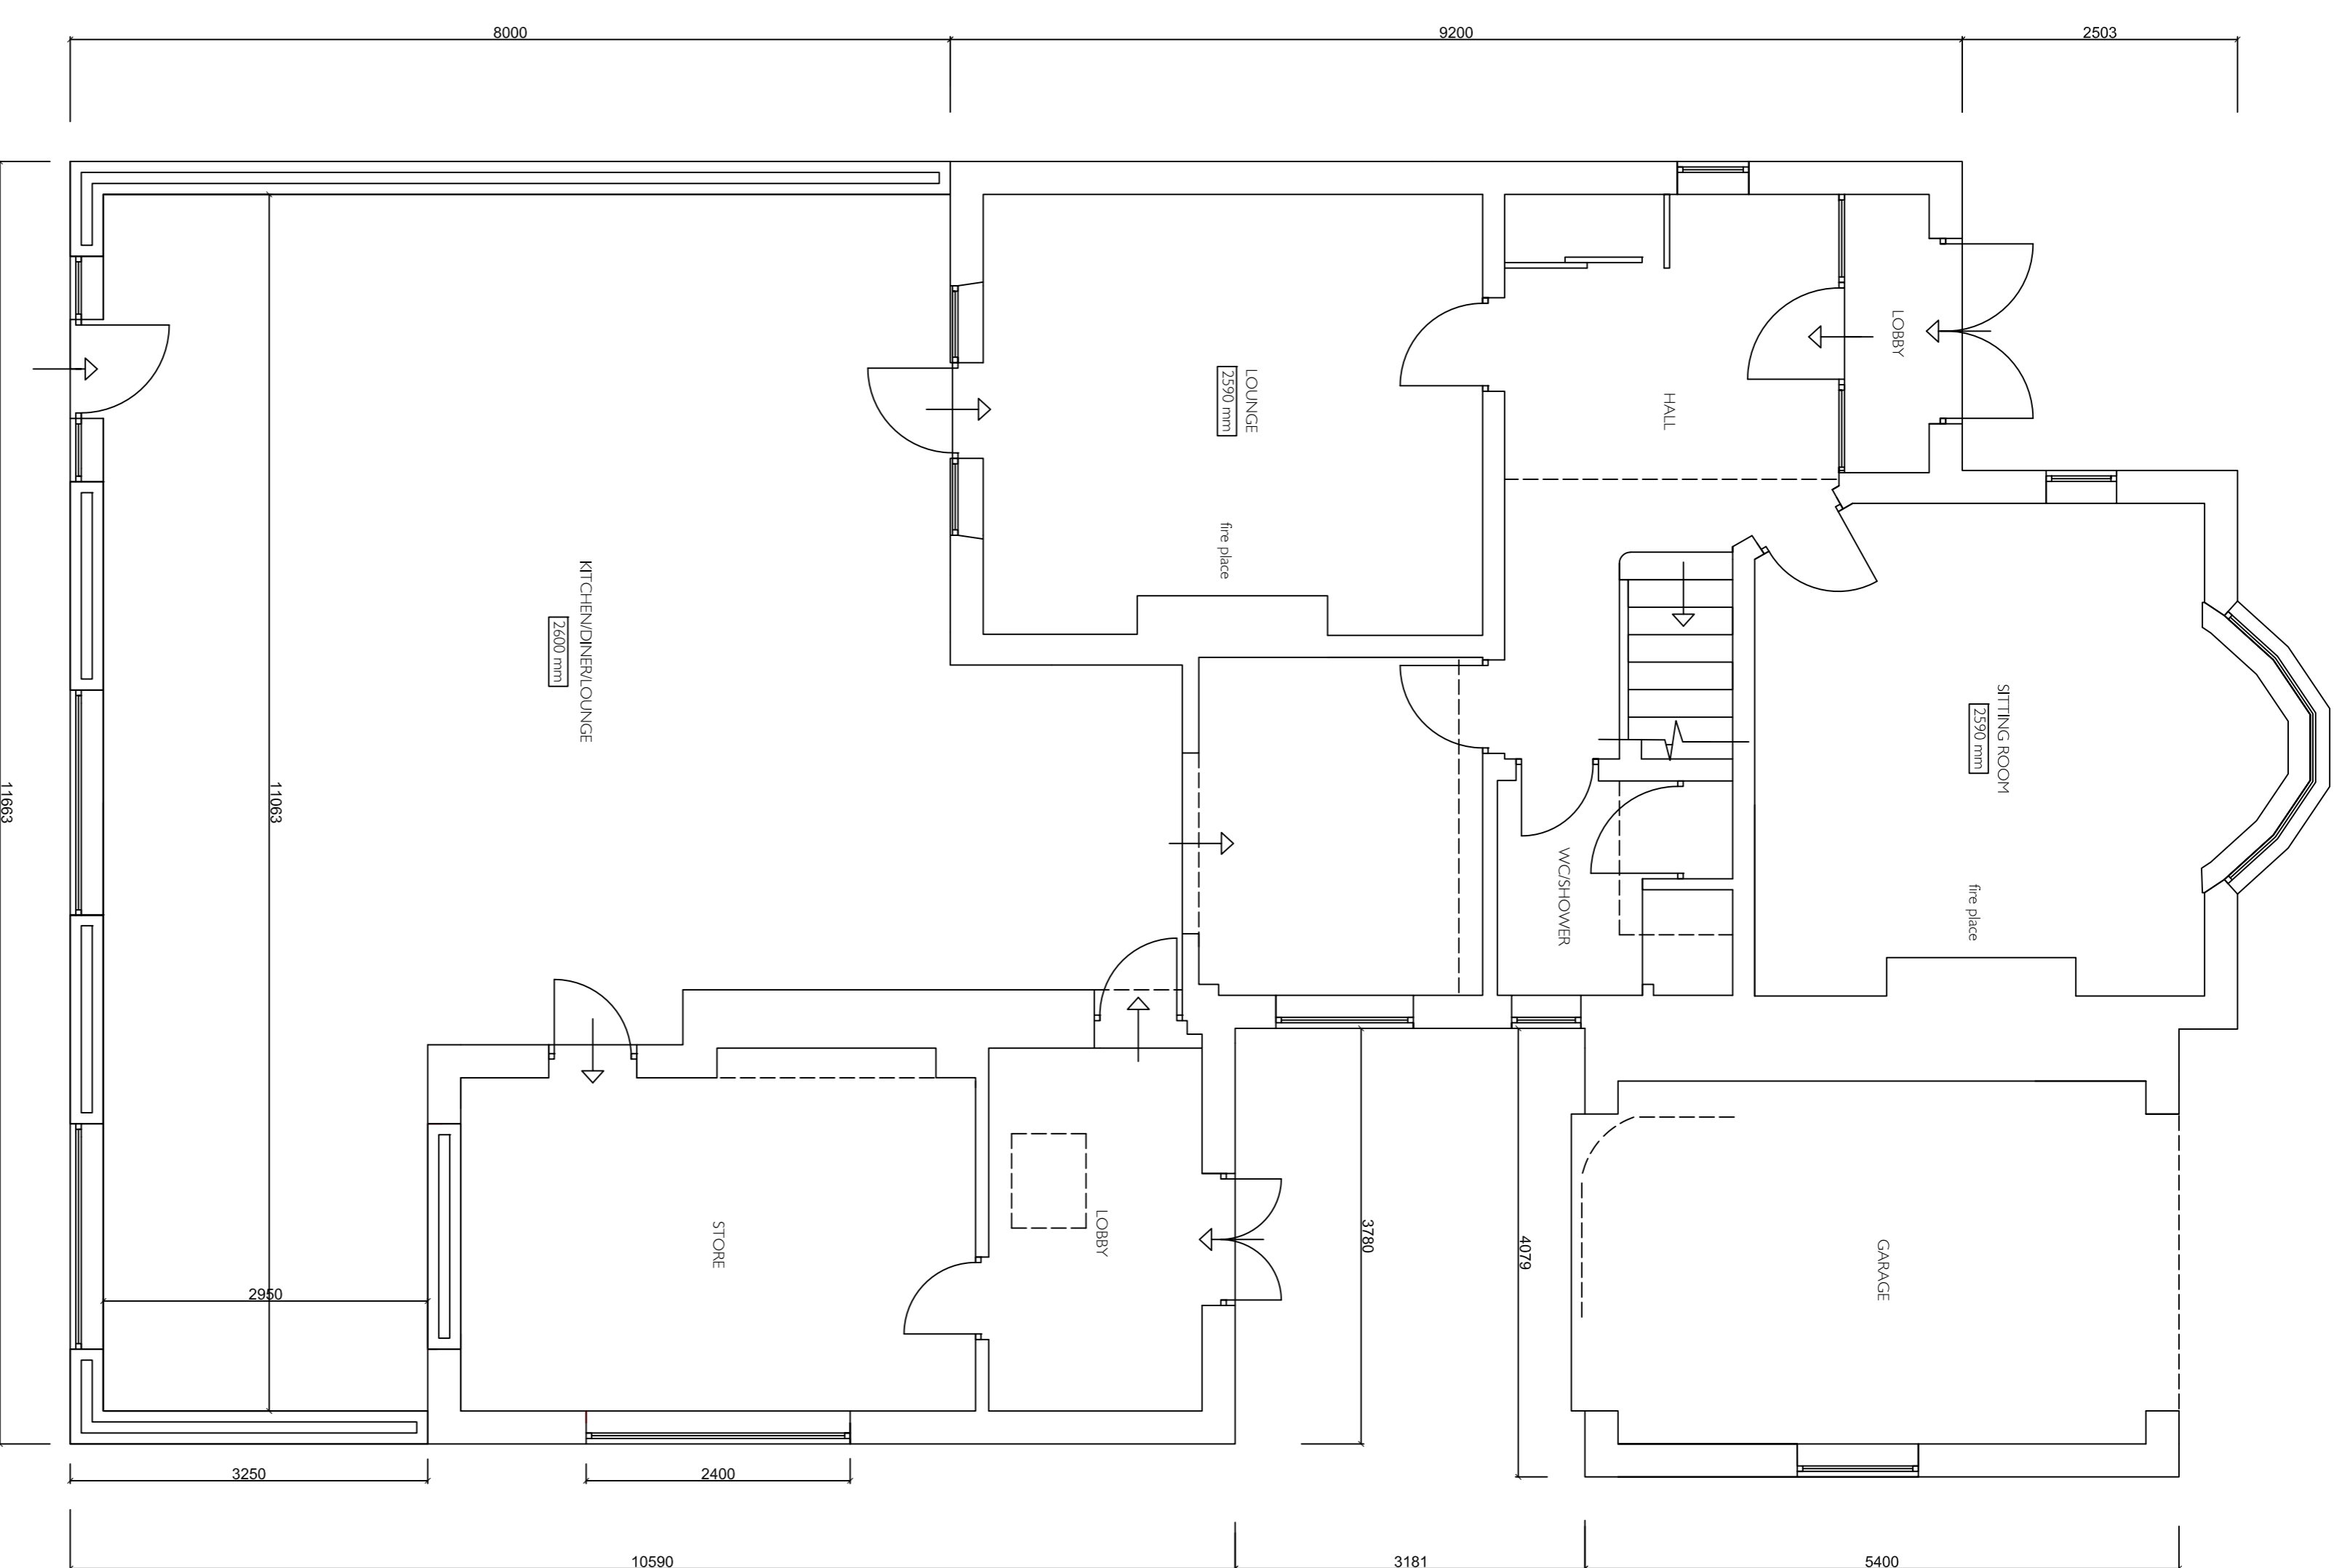 8000
9200
2503
LOBBY
HALL
LOUNGE
2590 mm
fire place
KITCHEN/DINER/LOUNGE
2600 mm
SITTING ROOM
2590 mm
fire place
WC/SHOWER
11663
11063
STORE
LOBBY
3780
4079
GARAGE
2950
3250
2400
10590
3181
5400